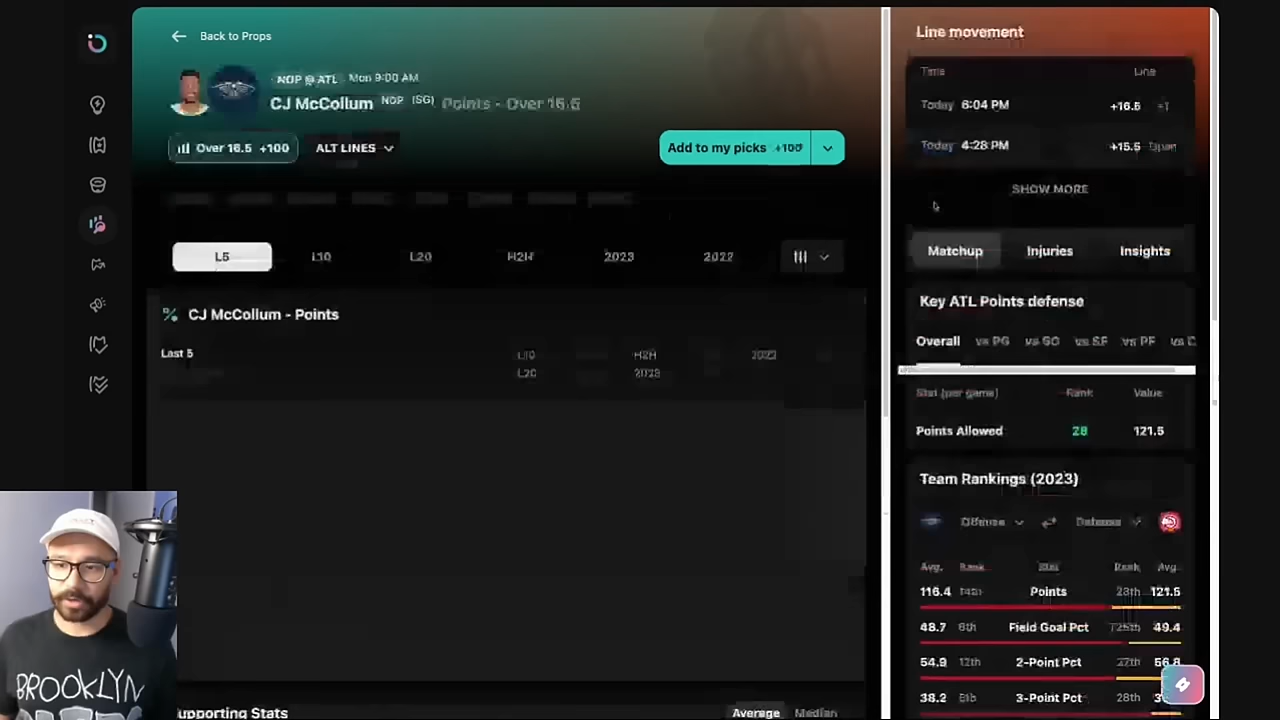 Back to Props
NOP @ ATL Mon 9:00 AM
CJ McCollum NOP (SG) Points - Over 16.5
Over 16.5 +100
ALT LINES
Add to my picks +100
L5
L10
L20
H2H
2023
2022
CJ McCollum - Points
Last 5
L10
H2H
2022
L20
2023
Supporting Stats
Average
Median
Line movement
Time
Line
Today 6:04 PM
+16.5
Today 4:28 PM
+15.5 Open
SHOW MORE
Matchup
Injuries
Insights
Key ATL Points defense
Overall
vs PG
vs SG
vs SF
vs PF
vs C
Stat (per game)
Rank
Value
Points Allowed
28
121.5
Team Rankings (2023)
Offense
Defense
Avg.
Rank
Stat
Rank
Avg.
116.4
14th
Points
28th
121.5
48.7
8th
Field Goal Pct
T25th
49.4
54.9
12th
2-Point Pct
27th
56.8
38.2
3-Point Pct
28th
BROOKLYN